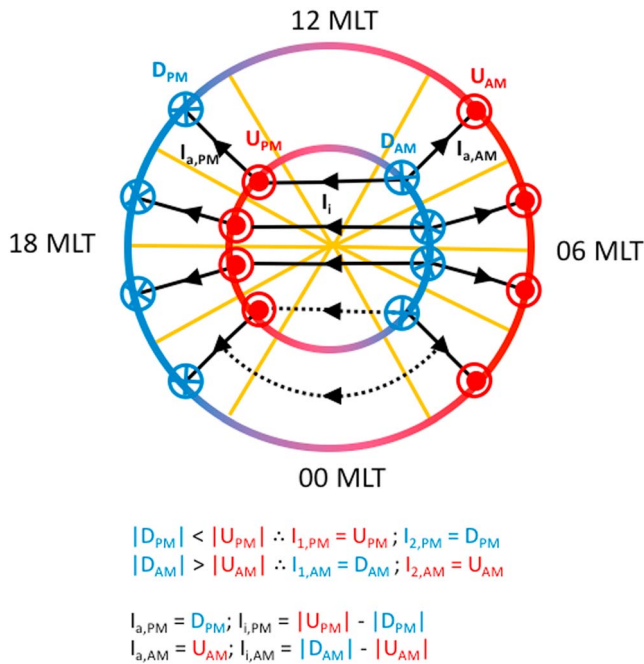 12 MLT
D_PM U_AM
U_PM D_AM
I_a,PM I_a,AM
I_i
18 MLT 06 MLT
00 MLT
|D_PM| < |U_PM| ∴ I_1,PM = U_PM; I_2,PM = D_PM
|D_AM| > |U_AM| ∴ I_1,AM = D_AM; I_2,AM = U_AM
I_a,PM = D_PM; I_i,PM = |U_PM| - |D_PM|
I_a,AM = U_AM; I_i,AM = |D_AM| - |U_AM|